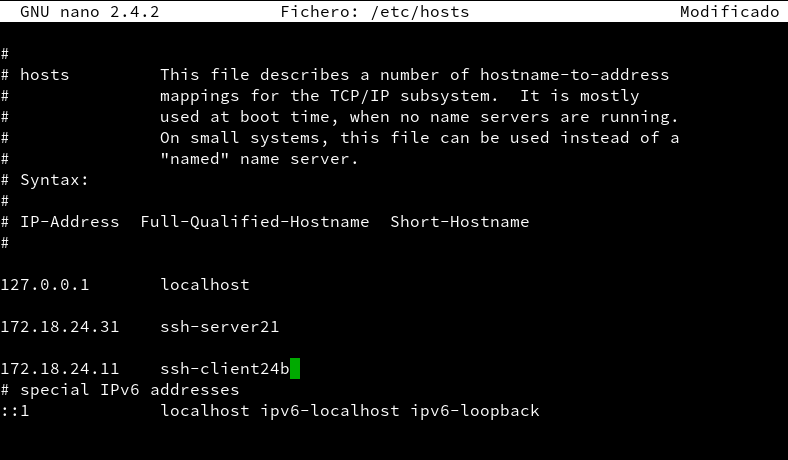 GNU nano 2.4.2            Fichero: /etc/hosts                     Modificado
#
# hosts         This file describes a number of hostname-to-address
#               mappings for the TCP/IP subsystem.  It is mostly
#               used at boot time, when no name servers are running.
#               On small systems, this file can be used instead of a
#               "named" name server.
# Syntax:
#
# IP-Address  Full-Qualified-Hostname  Short-Hostname
#
127.0.0.1       localhost
172.18.24.31    ssh-server21
172.18.24.11    ssh-client24b
# special IPv6 addresses
::1             localhost ipv6-localhost ipv6-loopback